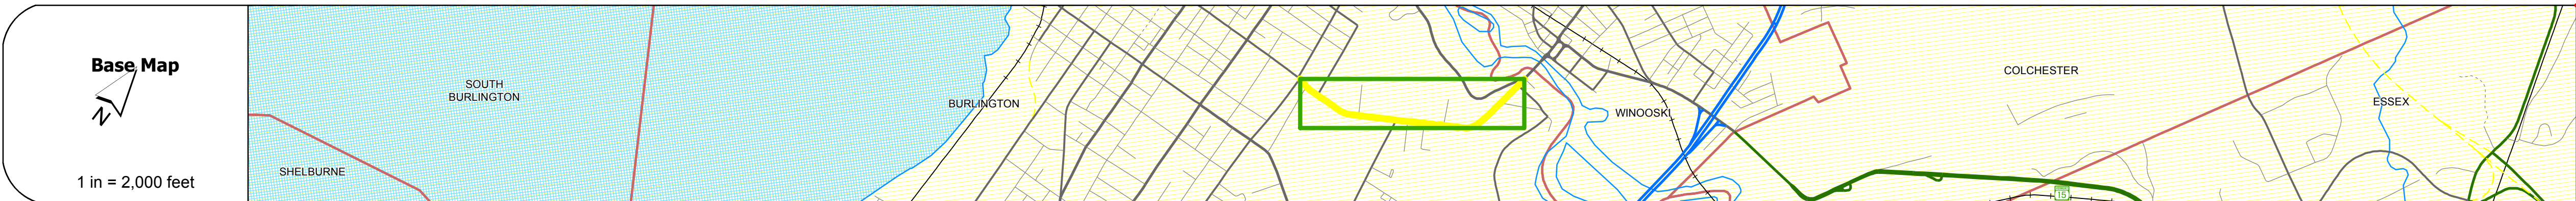 Base Map
N
1 in = 2,000 feet
SHELBURNE
SOUTH
BURLINGTON
BURLINGTON
WINOOSKI
COLCHESTER
ESSEX
15